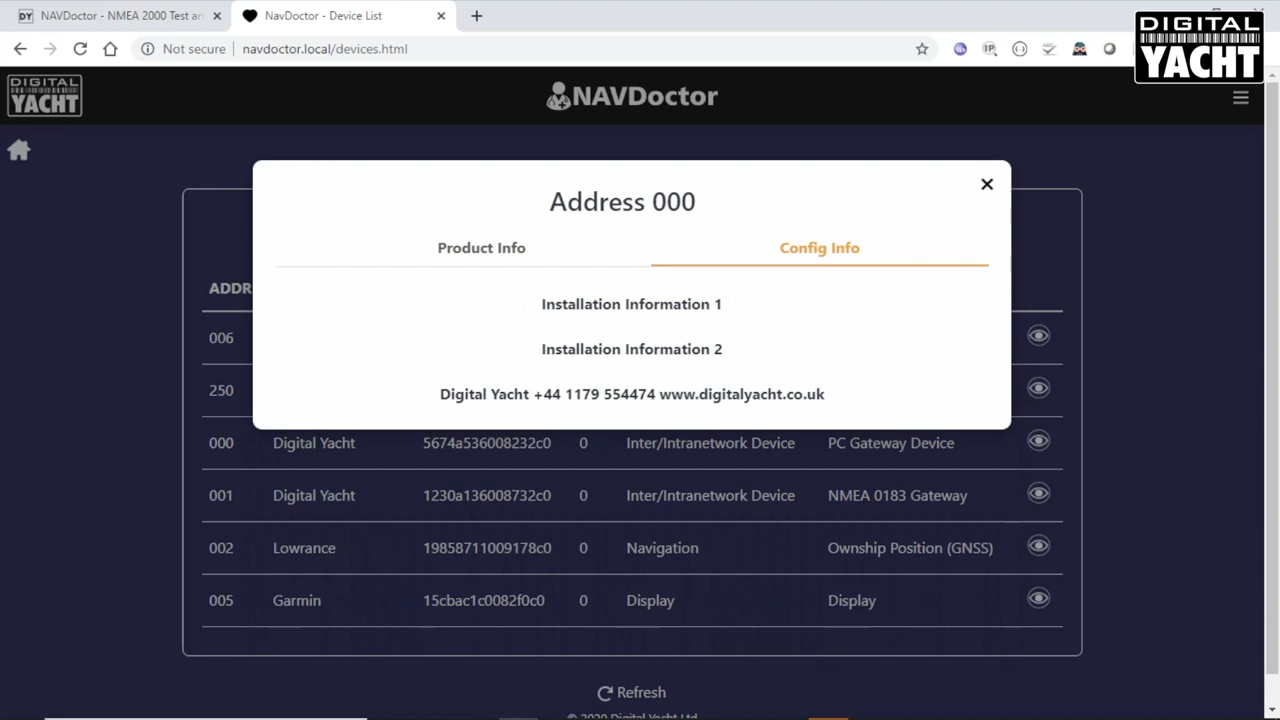 NAVDoctor - NMEA 2000 Test an
NavDoctor - Device List
DIGITAL
YACHT
Not secure
navdoctor.local/devices.html
DIGITAL
YACHT
NAVDoctor
Address 000
Product Info
Config Info
ADDR
Installation Information 1
006
Installation Information 2
250
Digital Yacht +44 1179 554474 www.digitalyacht.co.uk
000 Digital Yacht 5674a536008232c0 0 Inter/Intranetwork Device PC Gateway Device
001 Digital Yacht 1230a136008732c0 0 Inter/Intranetwork Device NMEA 0183 Gateway
002 Lowrance 19858711009178c0 0 Navigation Ownship Position (GNSS)
005 Garmin 15cbac1c0082f0c0 0 Display Display
Refresh
© 2020 Digital Yacht Ltd